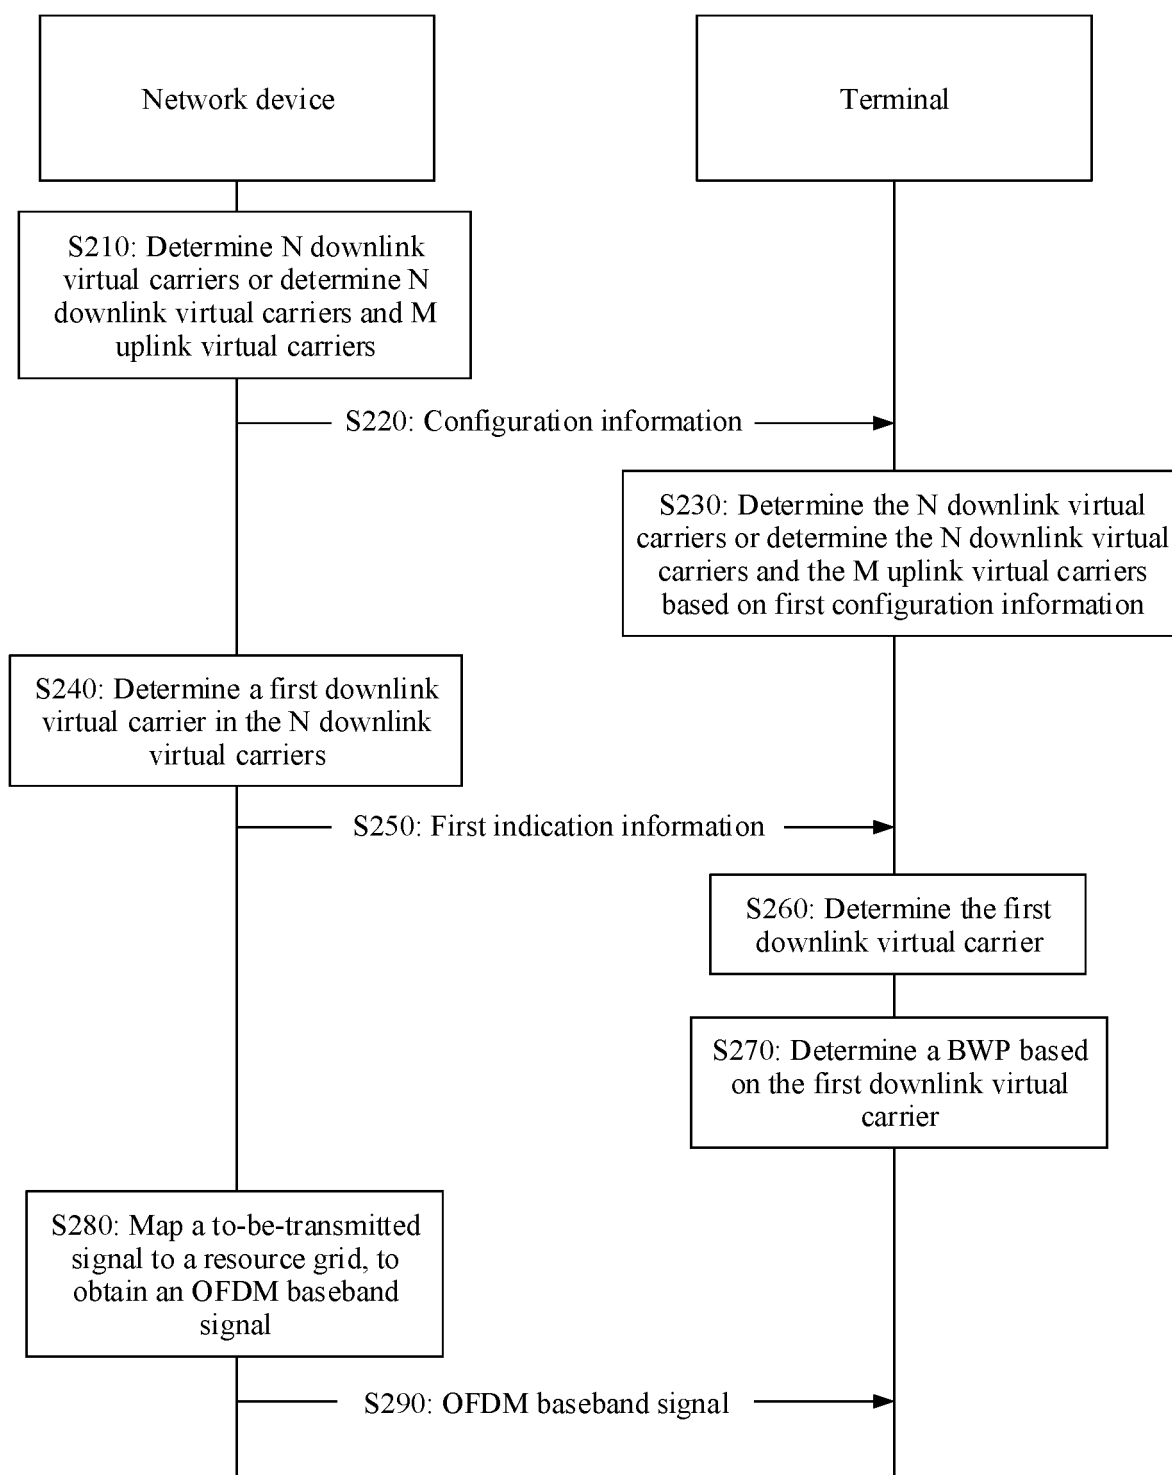 Network device
Terminal
S210: Determine N downlink
virtual carriers or determine N
downlink virtual carriers and M
uplink virtual carriers
S220: Configuration information
S230: Determine the N downlink virtual
carriers or determine the N downlink virtual
carriers and the M uplink virtual carriers
based on first configuration information
S240: Determine a first downlink
virtual carrier in the N downlink
virtual carriers
S250: First indication information
S260: Determine the first
downlink virtual carrier
S270: Determine a BWP based
on the first downlink virtual
carrier
S280: Map a to-be-transmitted
signal to a resource grid, to
obtain an OFDM baseband
signal
S290: OFDM baseband signal